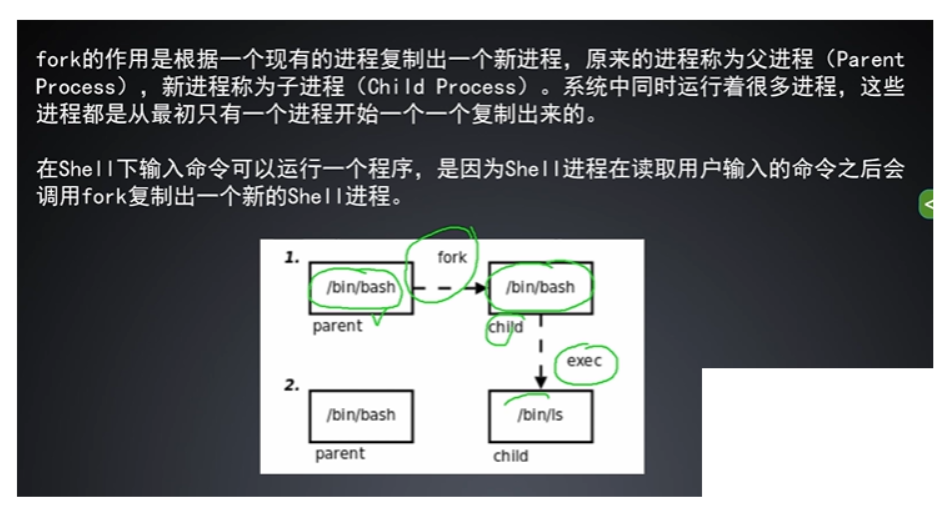 fork的作用是根据一个现有的进程复制出一个新进程，原来的进程称为父进程（Parent
Process），新进程称为子进程（Child Process）。系统中同时运行着很多进程，这些
进程都是从最初只有一个进程开始一个一个复制出来的。
在Shell下输入命令可以运行一个程序，是因为Shell进程在读取用户输入的命令之后会
调用fork复制出一个新的Shell进程。
1.
fork
/bin/bash
/bin/bash
parent
child
exec
2.
/bin/bash
/bin/ls
parent
child
<